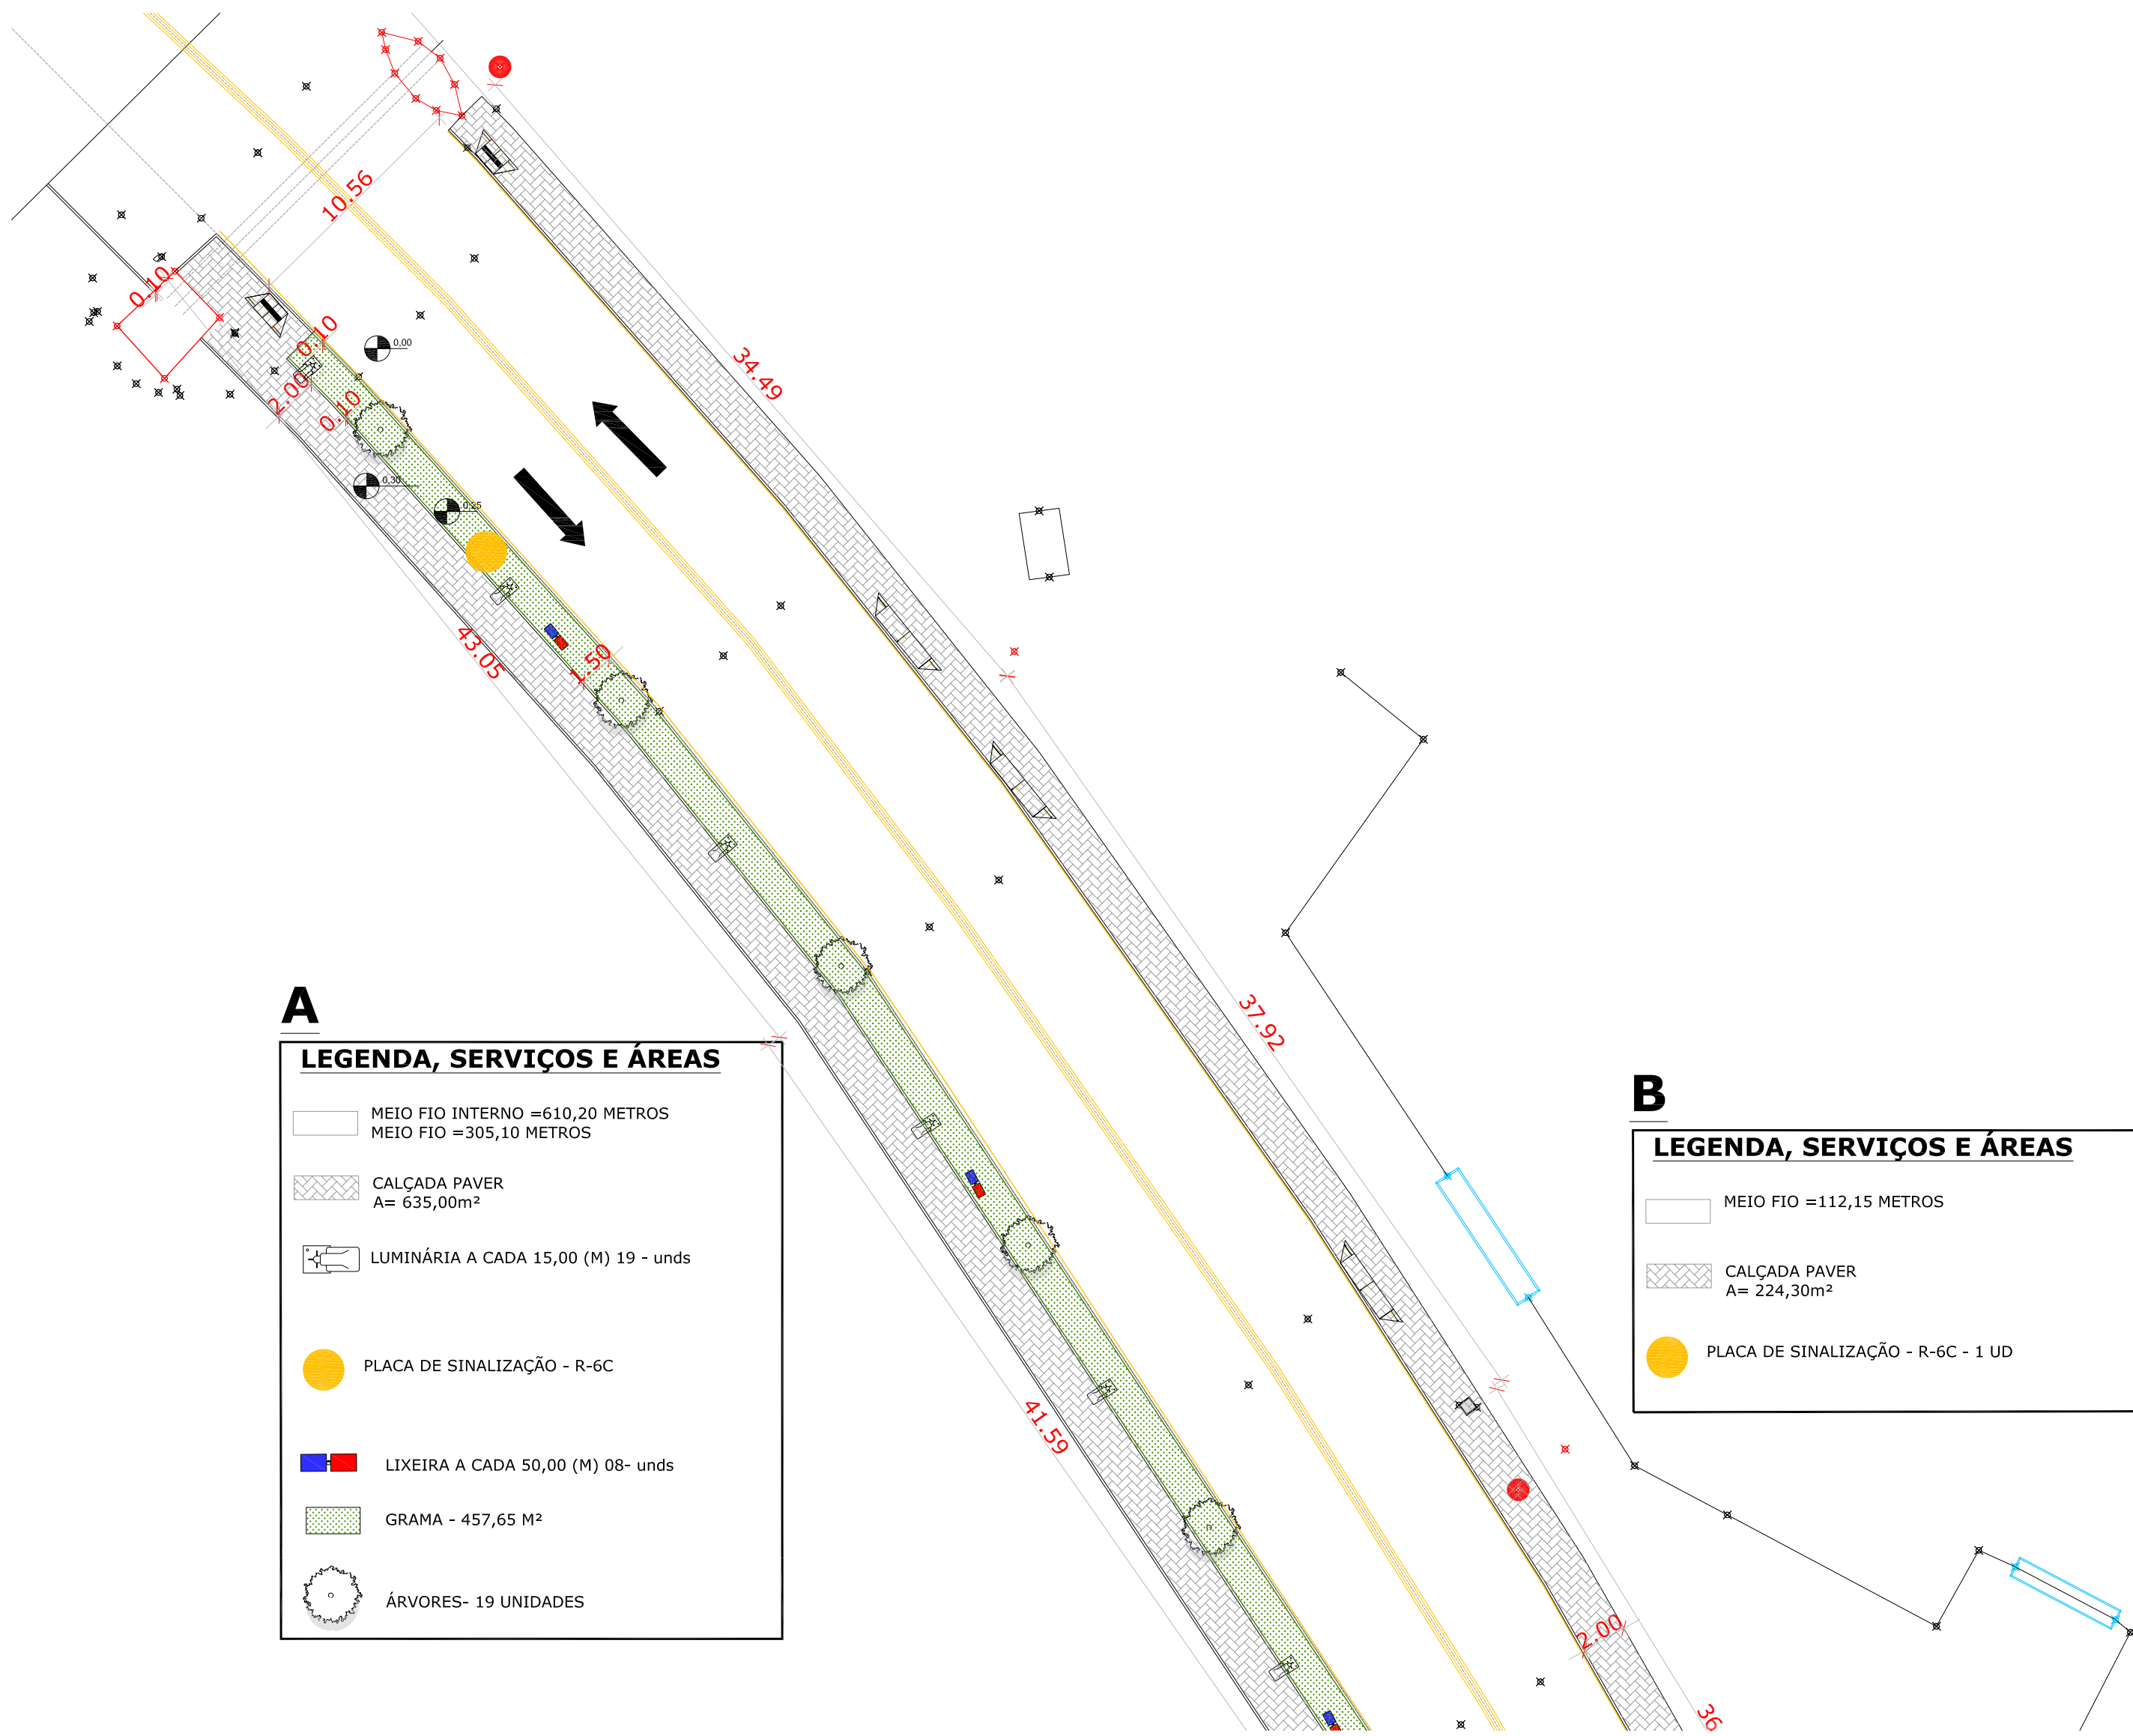 10.56
0.10
0.10
0,00
34.49
2.00
0.10
0,30
0,25
43.05
1.50
37.92
A
LEGENDA, SERVIÇOS E ÁREAS
MEIO FIO INTERNO =610,20 METROS
MEIO FIO =305,10 METROS
CALÇADA PAVER
A= 635,00m²
LUMINÁRIA A CADA 15,00 (M) 19 - unds
PLACA DE SINALIZAÇÃO - R-6C
LIXEIRA A CADA 50,00 (M) 08- unds
GRAMA - 457,65 M²
ÁRVORES- 19 UNIDADES
41.59
B
LEGENDA, SERVIÇOS E ÁREAS
MEIO FIO =112,15 METROS
CALÇADA PAVER
A= 224,30m²
PLACA DE SINALIZAÇÃO - R-6C - 1 UD
2.00
36